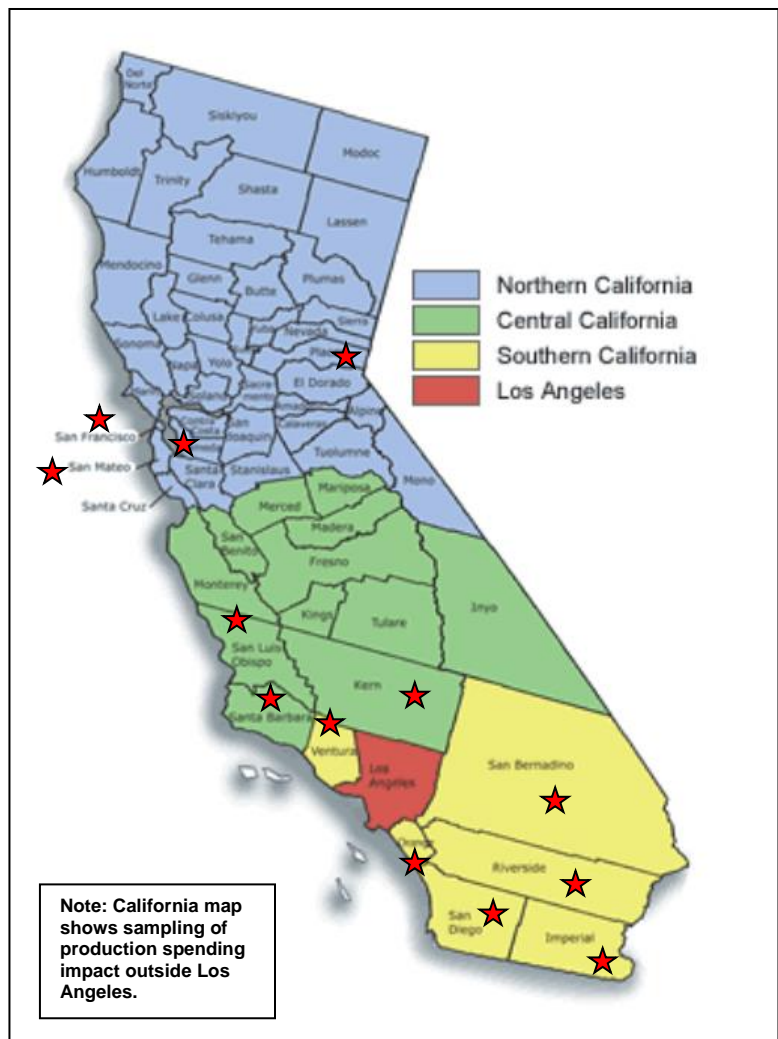 Del
Norte
Siskiyou
Modoc
Humboldt
Trinity
Shasta
Lassen
Tehama
Mendocino
Glenn
Plumas
Butte
Lake
Colusa
Sierra
Nevada
Yuba
Sonoma
Napa
Yolo
El Dorado
Solano
Alpine
Calaveras
San Francisco
San
Joaquin
Tuolumne
San Mateo
Santa
Clara
Stanislaus
Mono
Santa Cruz
Mariposa
Merced
Madera
San
Benito
Fresno
Monterey
Kings
Tulare
Inyo
San Luis
Obispo
Kern
Santa Barbara
Ventura
Los
Angeles
San Bernadino
Orange
Riverside
San
Diego
Imperial
Northern California
Central California
Southern California
Los Angeles
Note: California map
shows sampling of
production spending
impact outside Los
Angeles.